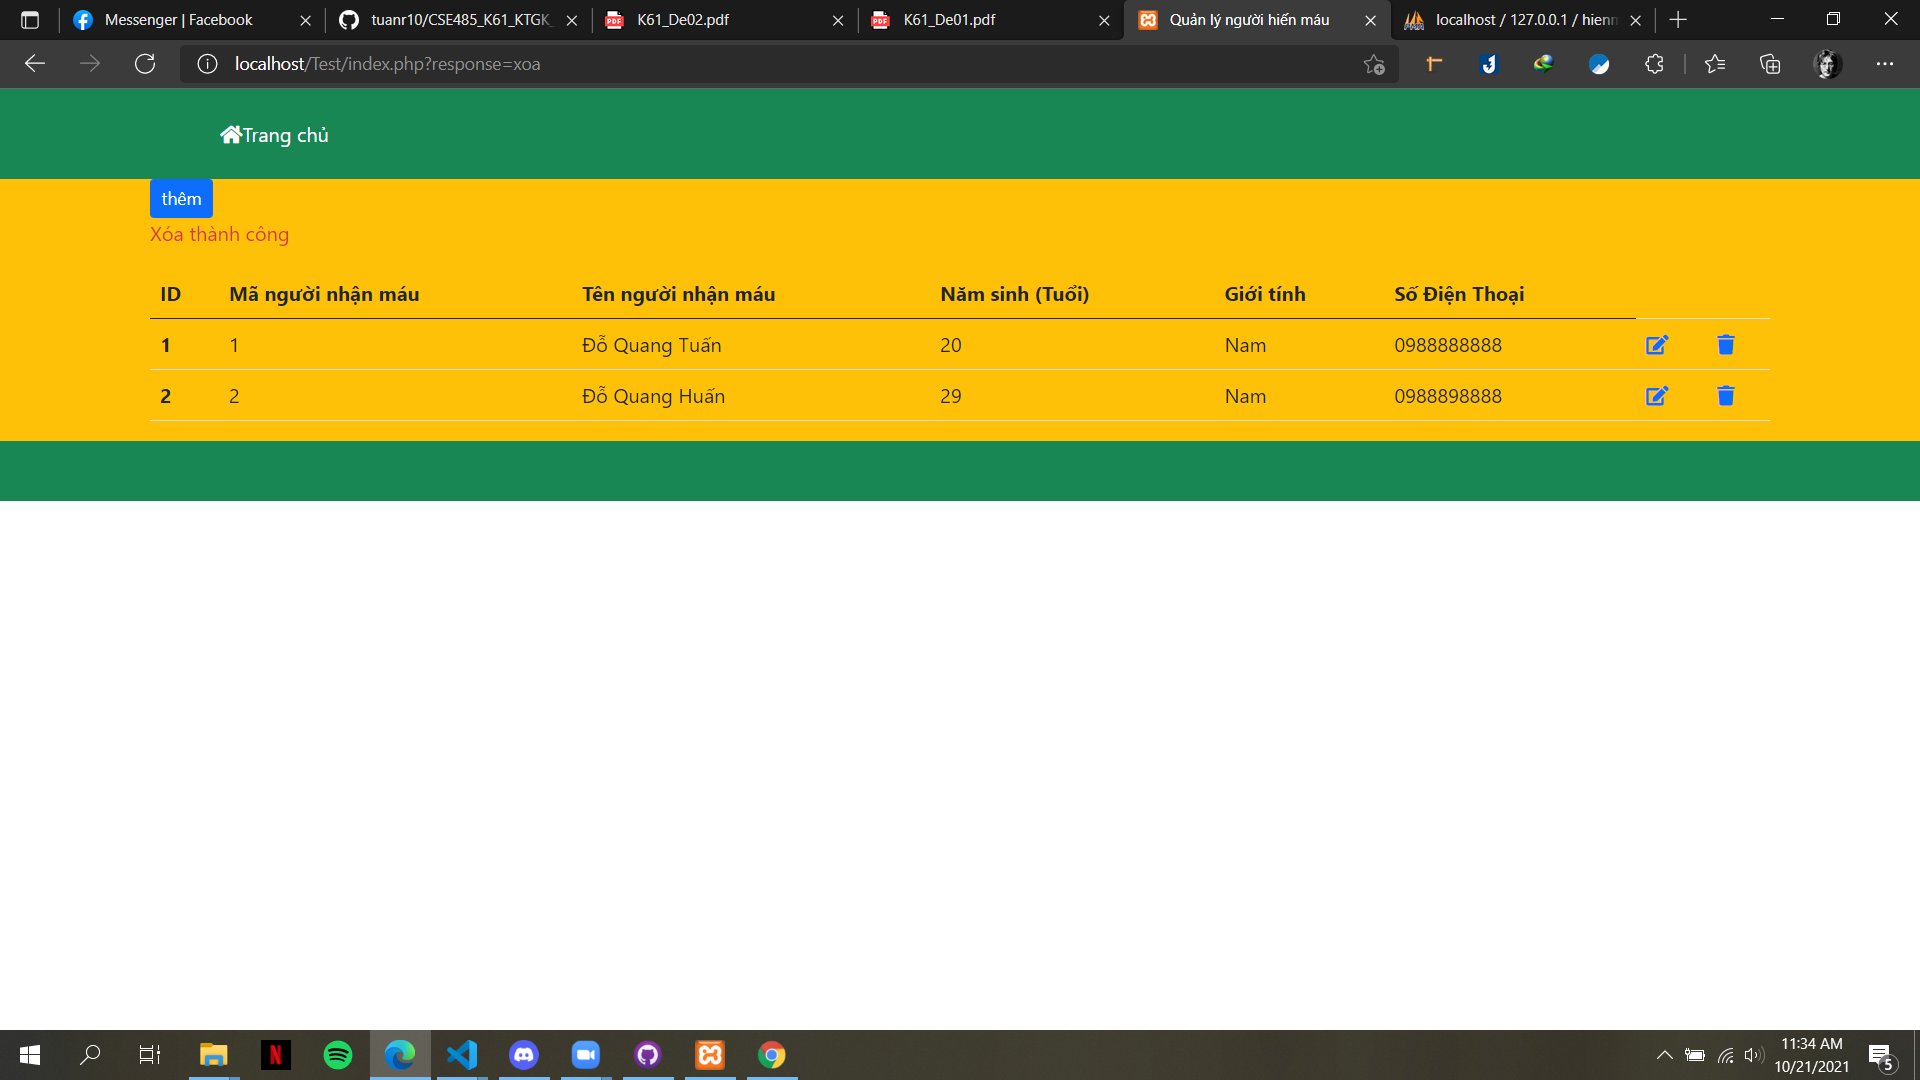 Messenger | Facebook
tuanr10/CSE485_K61_KTGK_
K61_De02.pdf
K61_De01.pdf
Quản lý người hiến máu
localhost / 127.0.0.1 / hienm
localhost/Test/index.php?response=xoa
Trang chủ
thêm
Xóa thành công
ID Mã người nhận máu Tên người nhận máu Năm sinh (Tuổi) Giới tính Số Điện Thoại
1 1 Đỗ Quang Tuấn 20 Nam 0988888888
2 2 Đỗ Quang Huấn 29 Nam 0988898888
11:34 AM
10/21/2021
5